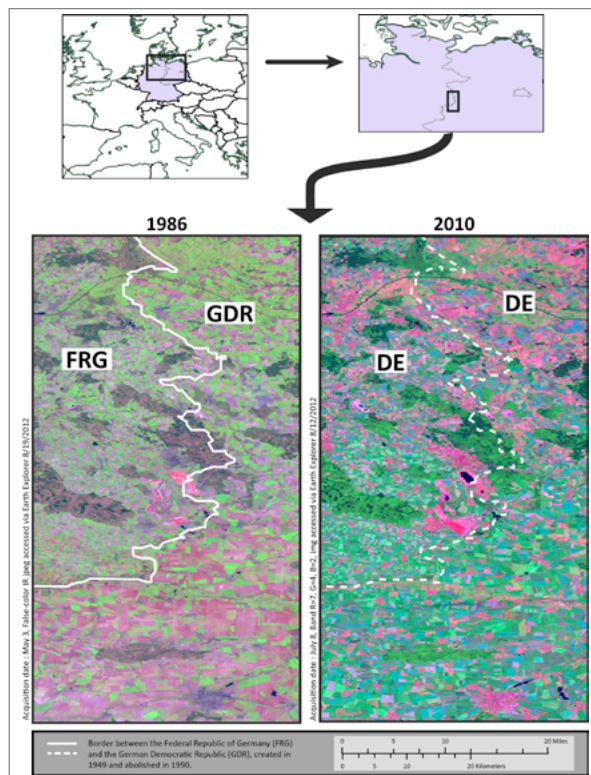 1986
2010
GDR
FRG
DE
DE
Acquisition date : May 3, False-color IR jpeg accessed via Earth Explorer 8/19/2012
Acquisition date : July 8, Band R=7, G=4, B=2, img accessed via Earth Explorer 8/12/2012
Border between the Federal Republic of Germany (FRG)
and the German Democratic Republic (GDR), created in
1949 and abolished in 1990.
0 10 20 Miles
0 10 20 Kilometers